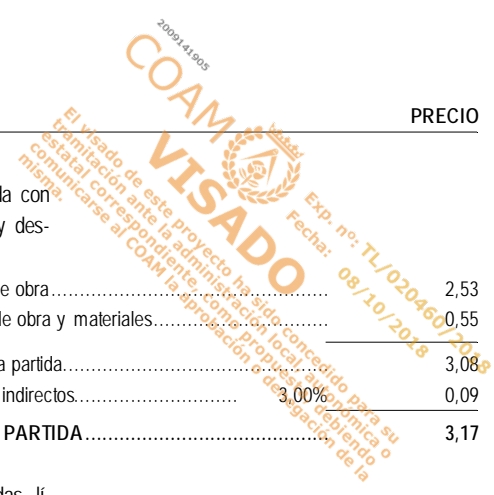 2009141905
COAM
VISADO
Exp. nº: TL/020460/2018
Fecha: 08/10/2018
El visado de este proyecto ha sido concedido para su
tramitación ante la administración local, autonómica o
estatal correspondiente, como propuesta, debiendo
comunicarse al COAM la aprobación o denegación de la
misma.
PRECIO
con
y des-
obra............................................... 2,53
obra y materiales............................... 0,55
partida............................................... 3,08
indirectos............................. 3,00% 0,09
PARTIDA.......................................... 3,17
lí-